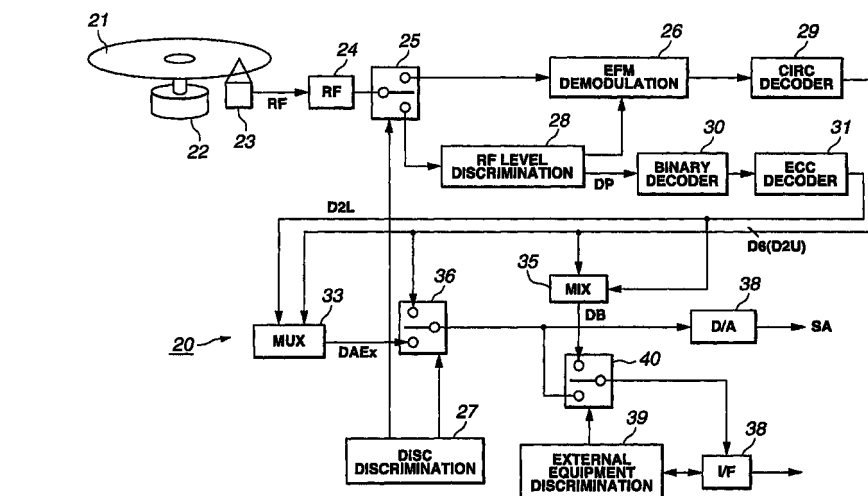 21
24
25
26
29
RF
RF
EFM
DEMODULATION
CIRC
DECODER
22
23
28
30
31
RF LEVEL
DISCRIMINATION
DP
BINARY
DECODER
ECC
DECODER
D2L
D6(D2U)
35
36
33
MIX
38
DB
20
MUX
DAEx
D/A
SA
40
27
39
38
DISC
DISCRIMINATION
EXTERNAL
EQUIPMENT
DISCRIMINATION
I/F